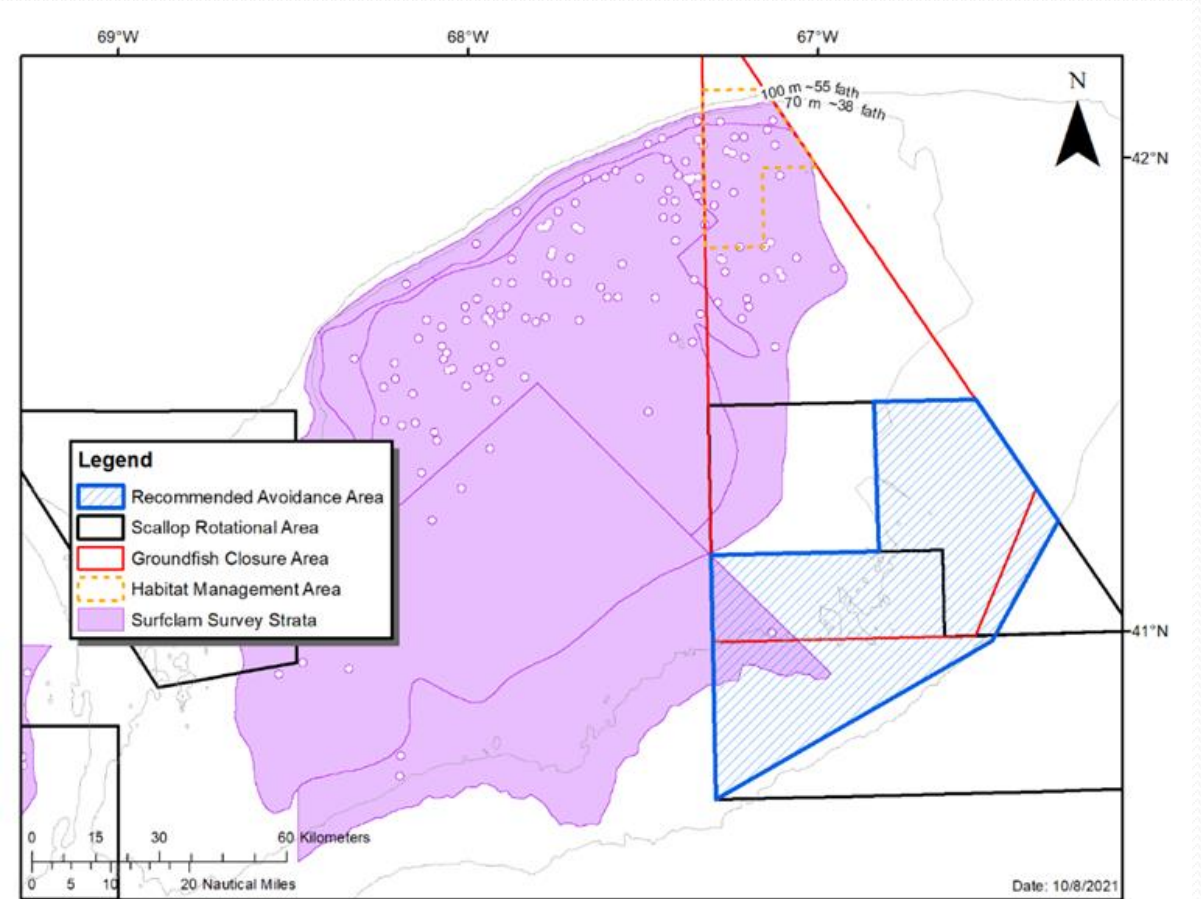 69°W
68°W
67°W
N
100 m ~55 fath
70 m ~38 fath
42°N
Legend
Recommended Avoidance Area
Scallop Rotational Area
Groundfish Closure Area
Habitat Management Area
Surfclam Survey Strata
41°N
0 15 30 60 Kilometers
0 5 10 20 Nautical Miles
Date: 10/8/2021